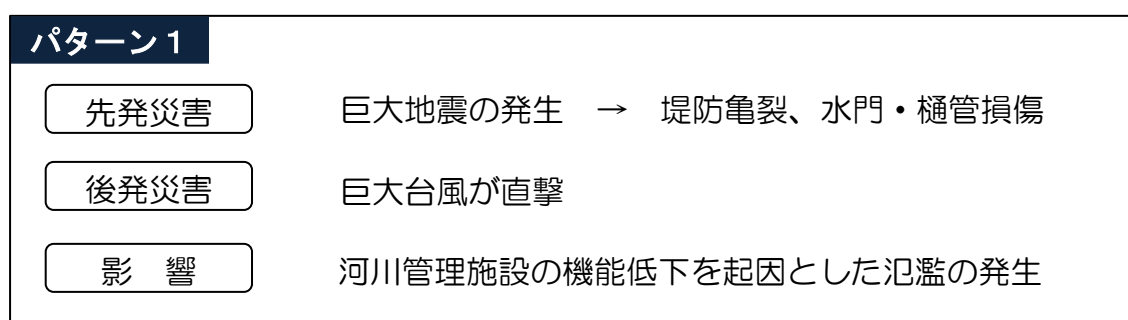 パターン１
先発災害 巨大地震の発生 → 堤防亀裂、水門・樋管損傷
後発災害 巨大台風が直撃
影 響 河川管理施設の機能低下を起因とした氾濫の発生